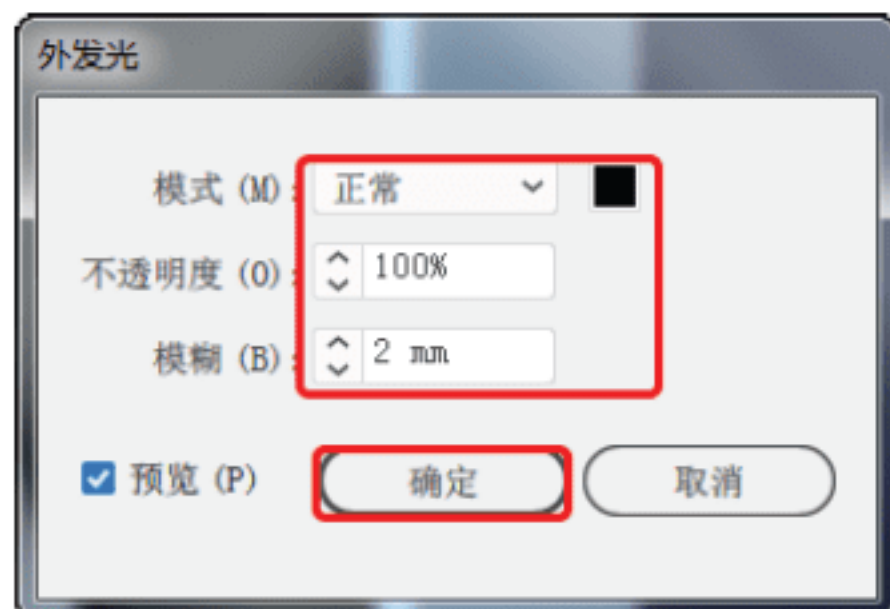 外发光
模式 (M): 正常
不透明度 (O): 100%
模糊 (B): 2 mm
预览 (P) 确定 取消